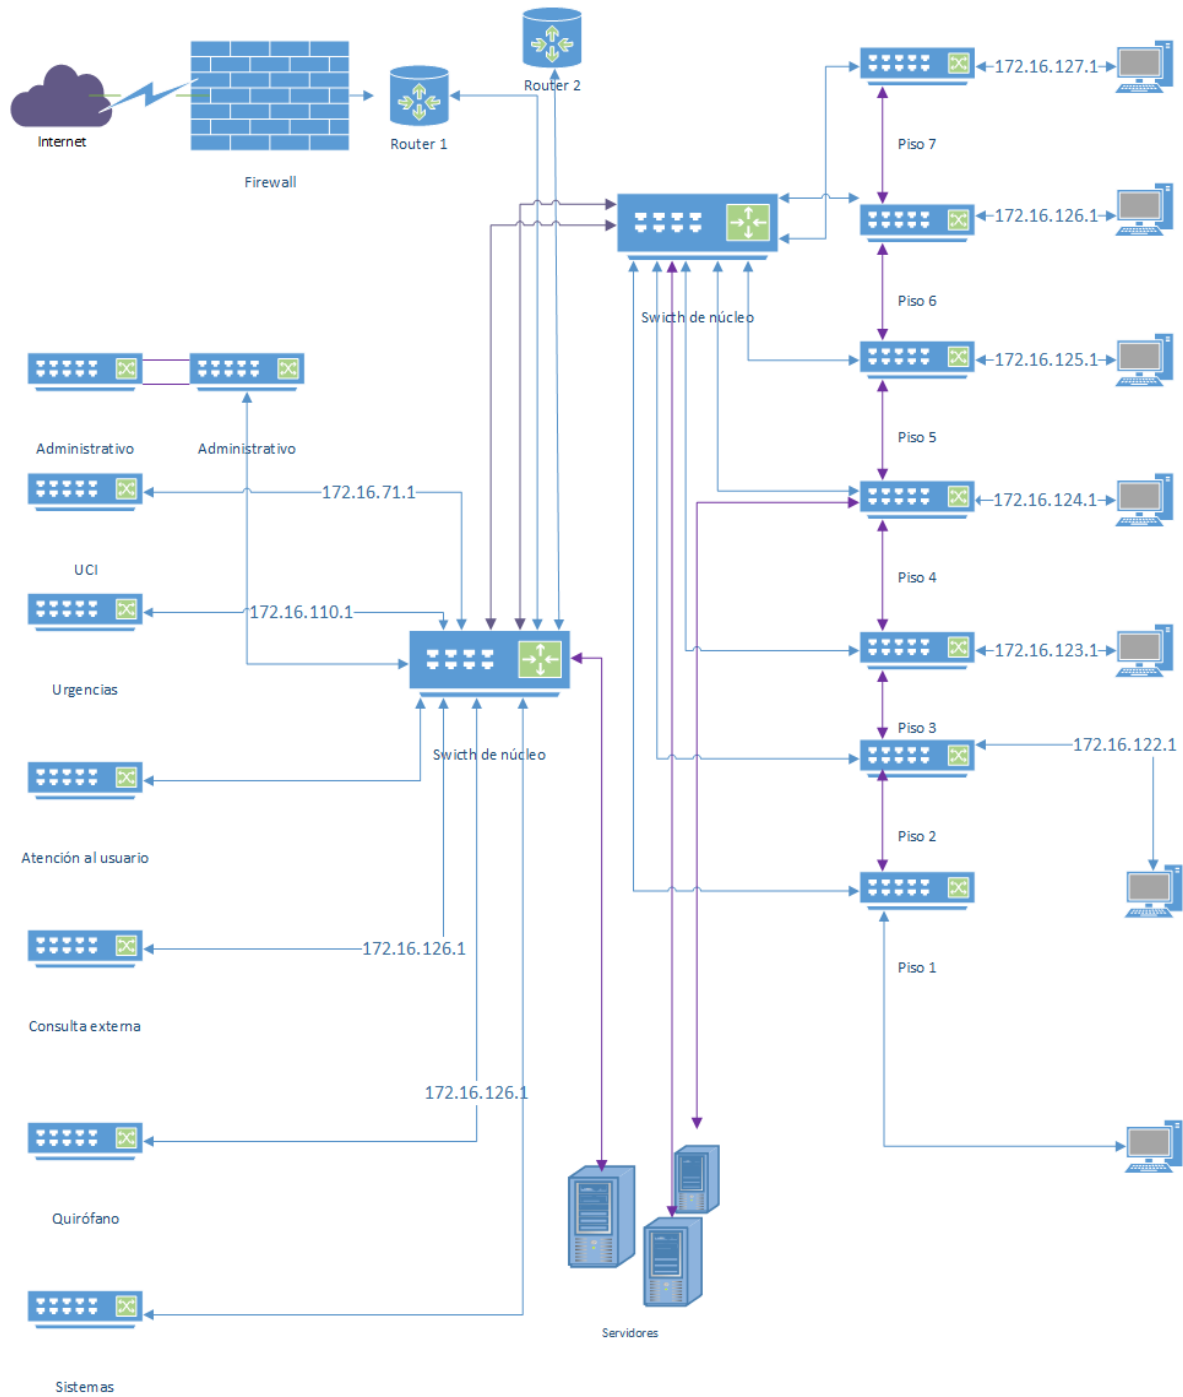 Router 2
Internet
Router 1
Firewall
172.16.127.1
Piso 7
172.16.126.1
Piso 6
Swicth de núcleo
172.16.125.1
Piso 5
Administrativo
Administrativo
172.16.71.1
172.16.124.1
UCI
Piso 4
172.16.110.1
172.16.123.1
Urgencias
Piso 3
172.16.122.1
Swicth de núcleo
Piso 2
Atención al usuario
172.16.126.1
Piso 1
Consulta externa
172.16.126.1
Quirófano
Servidores
Sistemas